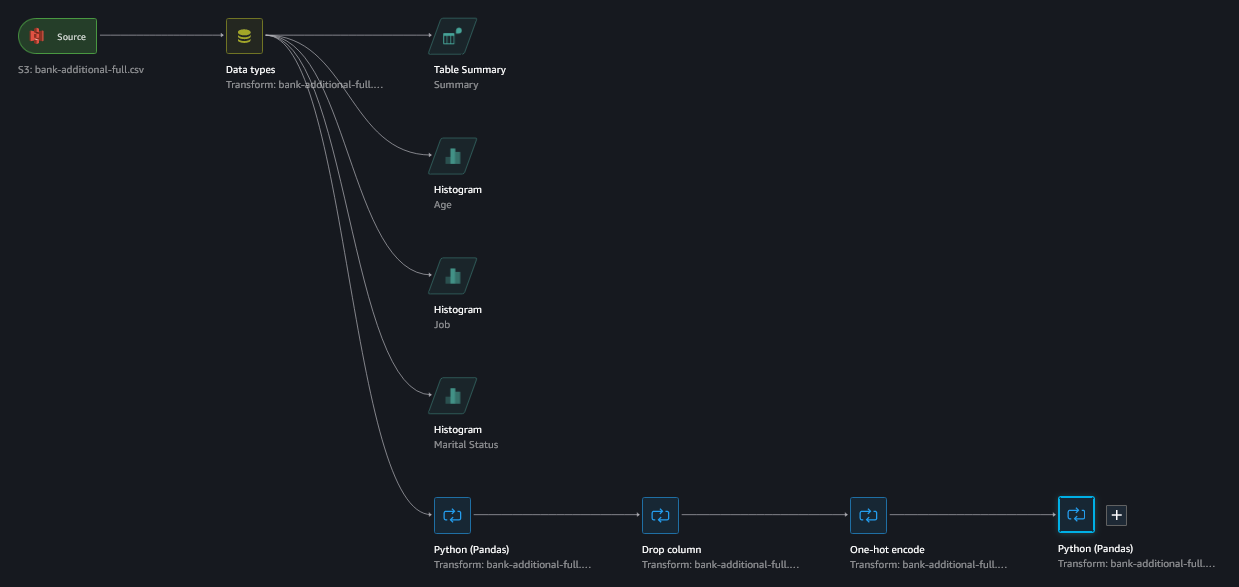 Source
S3: bank-additional-full.csv
Data types
Transform: bank-additional-full....
Table Summary
Summary
Histogram
Age
Histogram
Job
Histogram
Marital Status
Python (Pandas)
Transform: bank-additional-full....
Drop column
Transform: bank-additional-full....
One-hot encode
Transform: bank-additional-full....
Python (Pandas)
Transform: bank-additional-full....